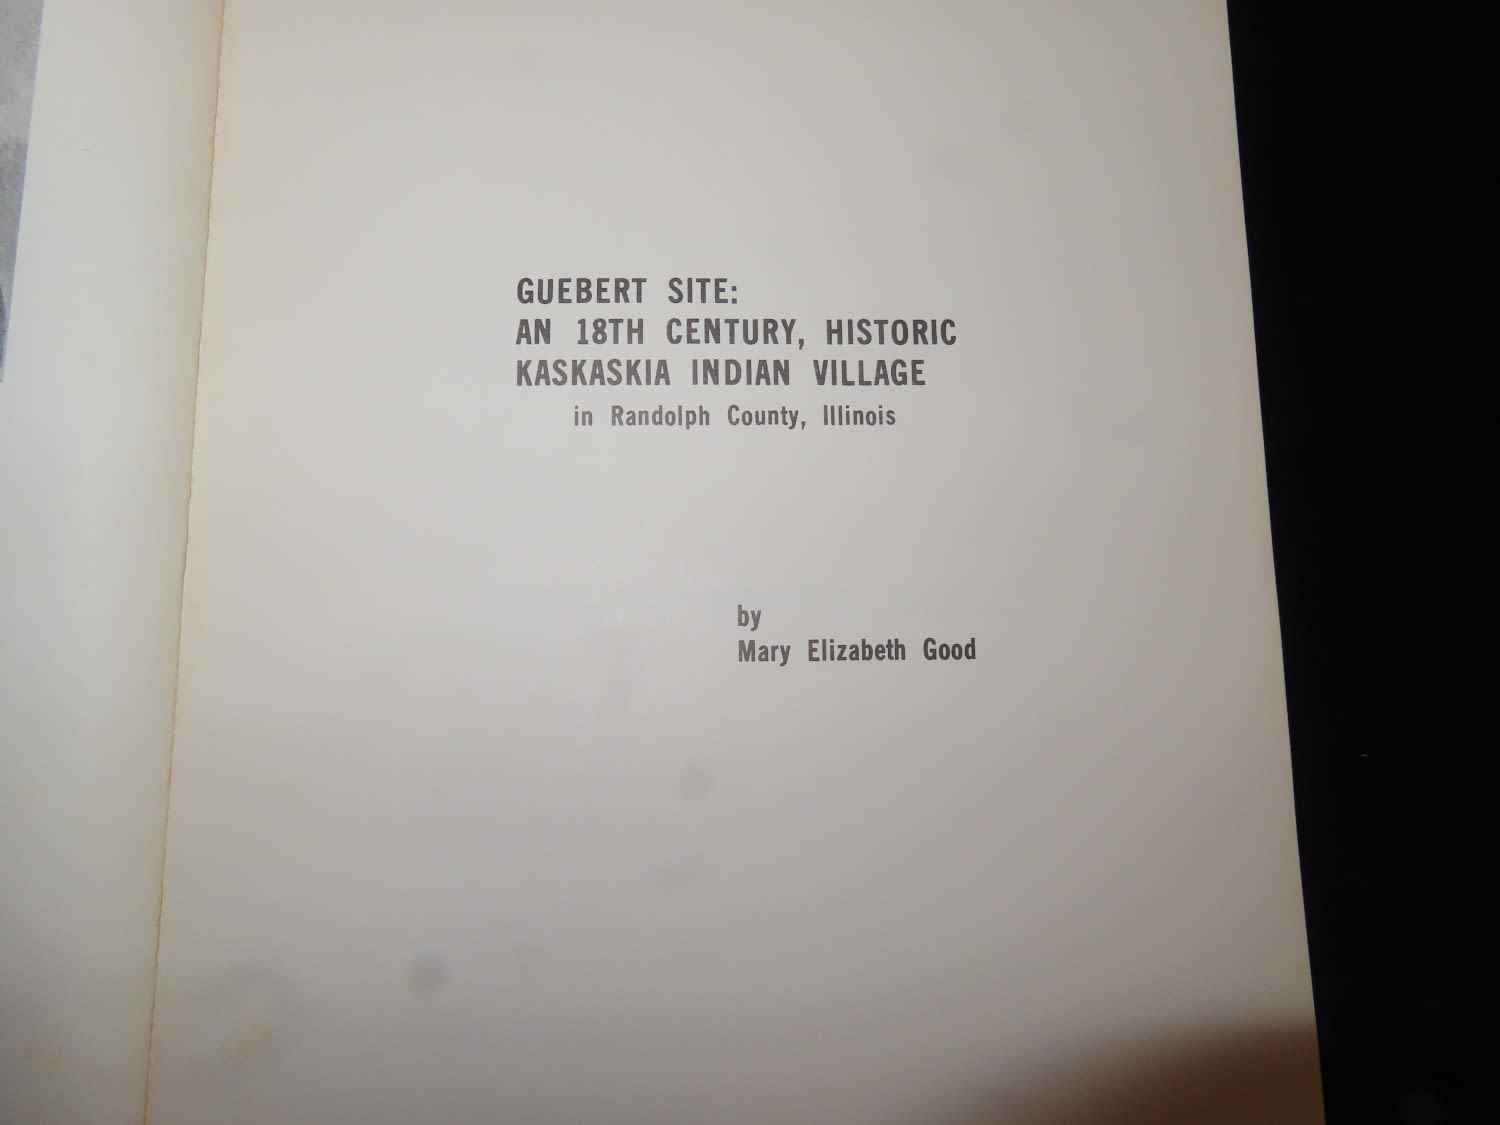 GUEBERT SITE:
AN 18TH CENTURY, HISTORIC
KASKASKIA INDIAN VILLAGE
in Randolph County, Illinois
by
Mary Elizabeth Good